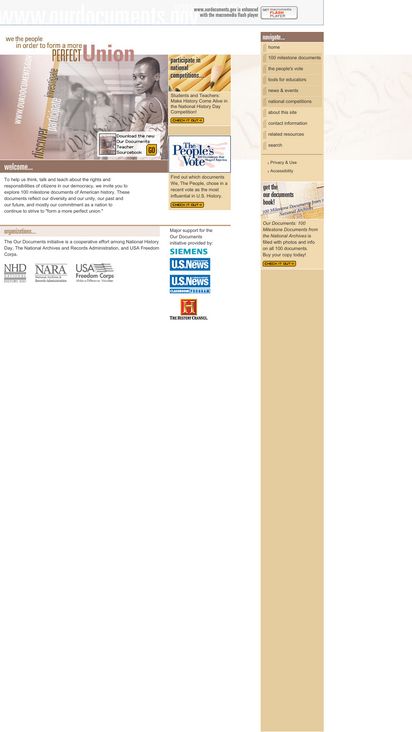 www.ourdocuments.gov
www.ourdocuments.gov is enhanced
with the macromedia flash player
get macromedia
FLASH
PLAYER
we the people
in order to form a more
PERFECT Union
www.ourdocuments.gov
discover
participate
download the new
Our Documents
Teacher
Sourcebook
GO
welcome...
To help us think, talk and teach about the rights and
responsibilities of citizens in our democracy, we invite you to
explore 100 milestone documents of American history. These
documents reflect our diversity and our unity, our past and
our future, and mostly our commitment as a nation to
continue to strive to "form a more perfect union."
organizations...
The Our Documents initiative is a cooperative effort among National History
Day, The National Archives and Records Administration, and USA Freedom
Corps.
NHD
NATIONAL
HISTORY DAY
NARA
National Archives &
Records Administration
USA
Freedom Corps
Make a Difference. Volunteer.
participate in
national
competitions...
Students and Teachers:
Make History Come Alive in
the National History Day
Competition!
CHECK IT OUT
The
People's
Vote
Find out which documents
We, The People, chose in a
recent vote as the most
influential in U.S. History.
CHECK IT OUT
Major support for the
Our Documents
initiative provided by:
SIEMENS
U.S.News
U.S.News
CLASSROOM PROGRAM
H
THE HISTORY CHANNEL.
navigate...
home
100 milestone documents
the people's vote
tools for educators
news & events
national competitions
about this site
contact information
related resources
search
Privacy & Use
Accessibility
get the
our documents
book!
100 Milestone Documents from
National Archives
Our Documents: 100
Milestone Documents from
the National Archives is
filled with photos and info
on all 100 documents.
Buy your copy today!
CHECK IT OUT